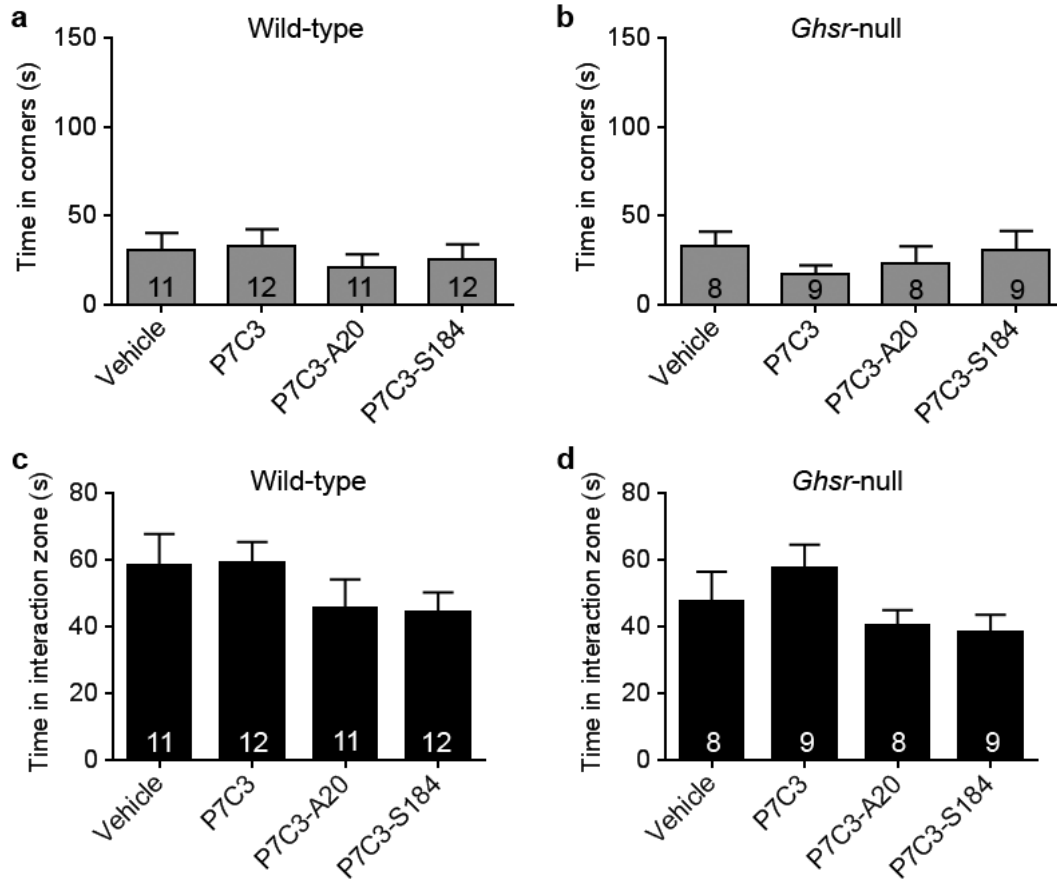 a
Wild-type
Time in corners (s)
150
100
50
0
11
12
11
12
Vehicle
P7C3
P7C3-A20
P7C3-S184
b
Ghsr-null
Time in corners (s)
150
100
50
0
8
9
8
9
Vehicle
P7C3
P7C3-A20
P7C3-S184
c
Wild-type
Time in interaction zone (s)
80
60
40
20
0
11
12
11
12
Vehicle
P7C3
P7C3-A20
P7C3-S184
d
Ghsr-null
Time in interaction zone (s)
80
60
40
20
0
8
9
8
9
Vehicle
P7C3
P7C3-A20
P7C3-S184